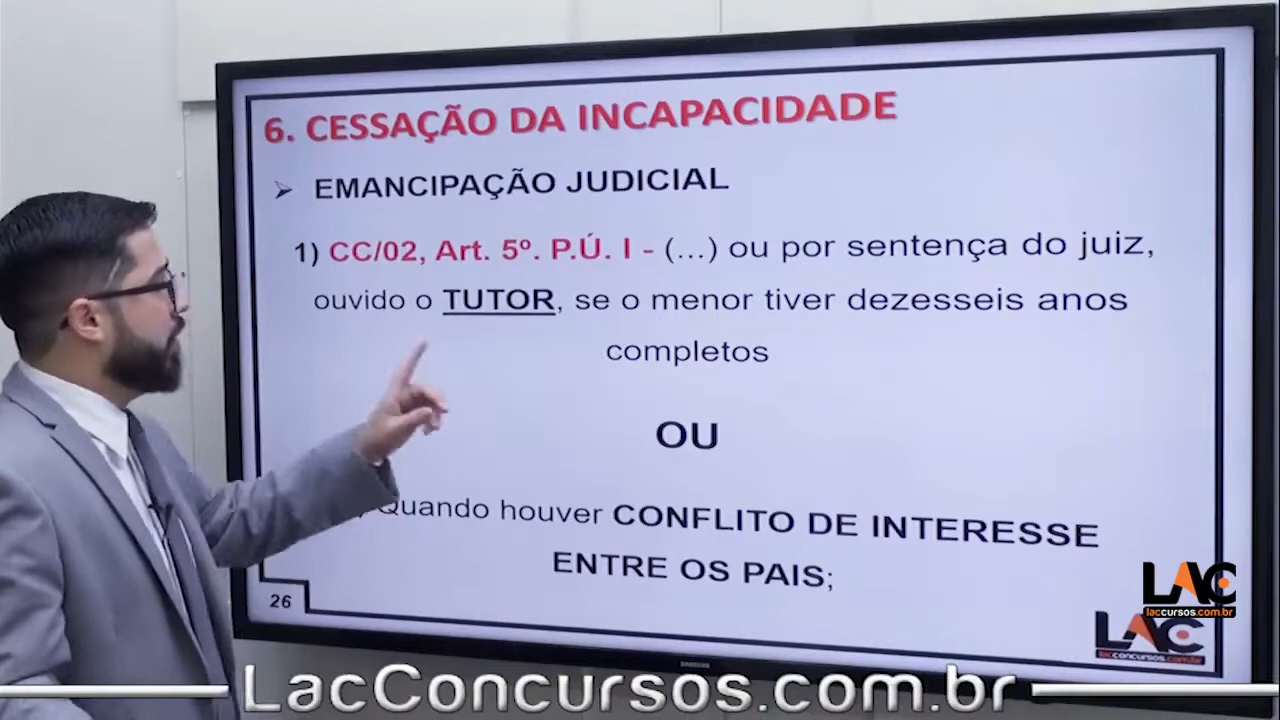 6. CESSAÇÃO DA INCAPACIDADE
➢ EMANCIPAÇÃO JUDICIAL
1) CC/02, Art. 5º. P.Ú. I - (...) ou por sentença do juiz,
ouvido o TUTOR, se o menor tiver dezesseis anos
completos
OU
Quando houver CONFLITO DE INTERESSE
ENTRE OS PAIS;
26
LAC
laccursos.com.br
LAC
lacconcursos.com.br
SAMSUNG
LacConcursos.com.br